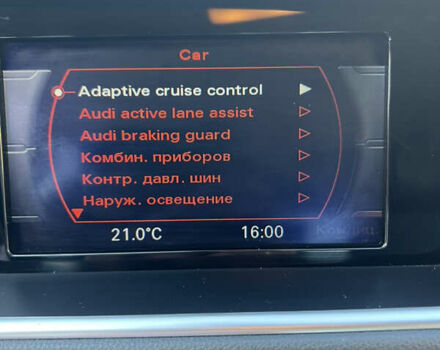 Car
Adaptive cruise control
Audi active lane assist
Audi braking guard
Комбин. приборов
Контр. давл. шин
Наруж. освещение
21.0°C 16:00